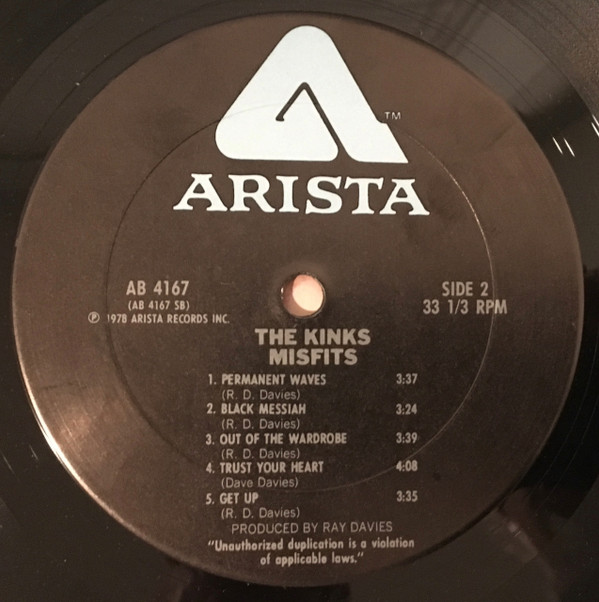 TM
ARISTA
AB 4167
(AB 4167 SB)
℗ 1978 ARISTA RECORDS INC.
SIDE 2
33 1/3 RPM
THE KINKS
MISFITS
1. PERMANENT WAVES 3:37
(R. D. Davies)
2. BLACK MESSIAH 3:24
(R. D. Davies)
3. OUT OF THE WARDROBE 3:39
(R. D. Davies)
4. TRUST YOUR HEART 4:08
(Dave Davies)
5. GET UP 3:35
(R. D. Davies)
PRODUCED BY RAY DAVIES
"Unauthorized duplication is a violation
of applicable laws."